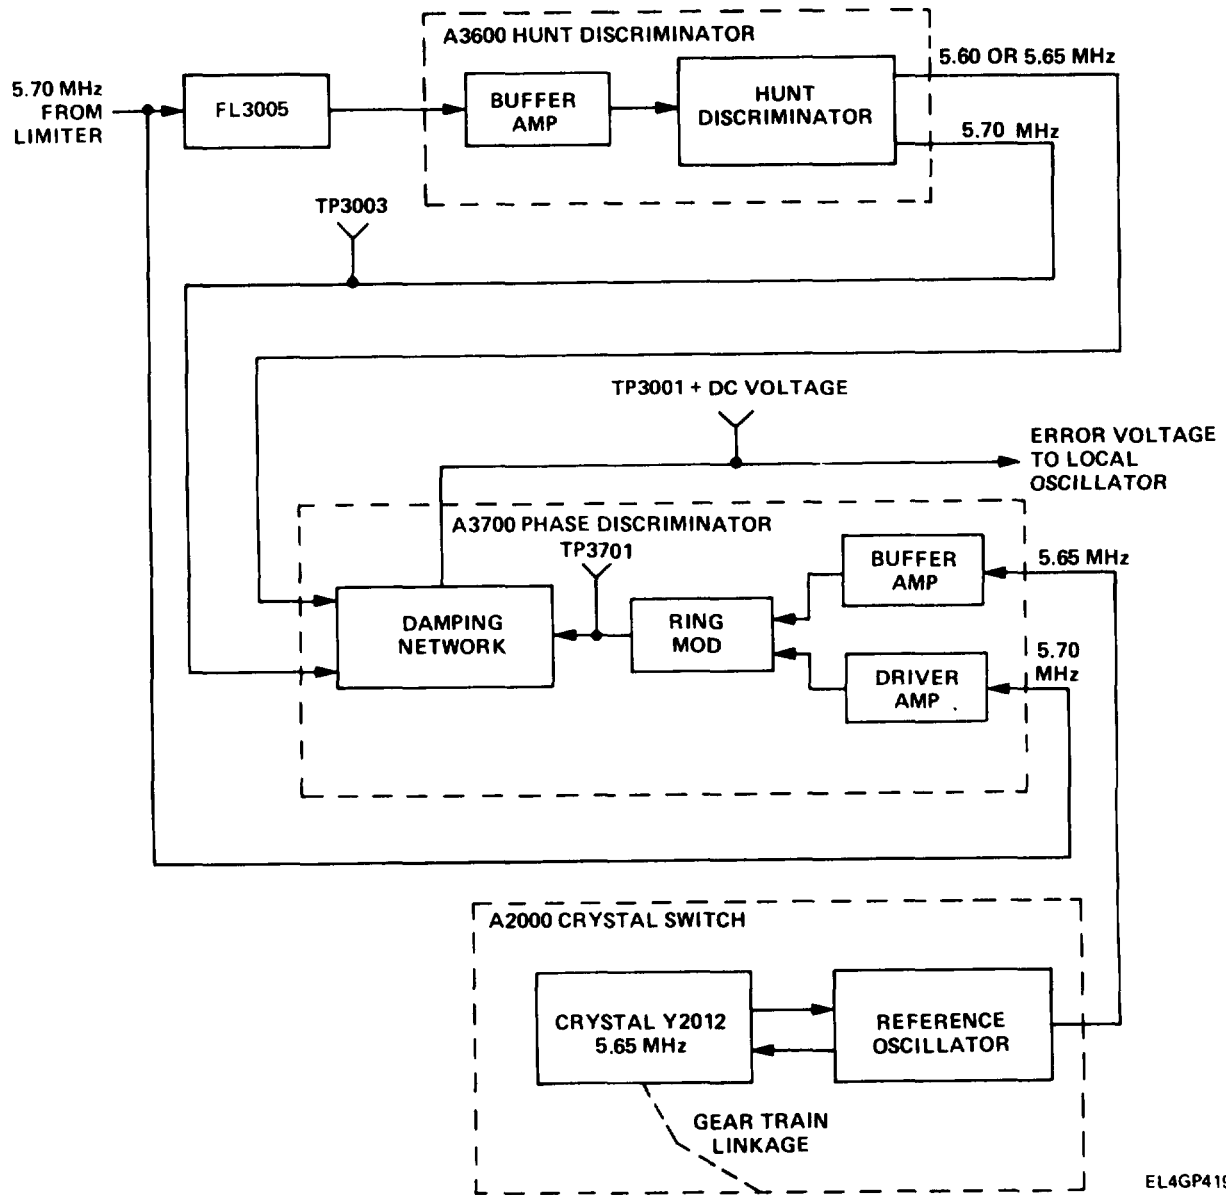 A3600 HUNT DISCRIMINATOR
5.60 OR 5.65 MHz
5.70 MHz
FROM
LIMITER
FL3005
BUFFER
AMP
HUNT
DISCRIMINATOR
5.70 MHz
TP3003
TP3001 + DC VOLTAGE
ERROR VOLTAGE
TO LOCAL
OSCILLATOR
A3700 PHASE DISCRIMINATOR
TP3701
BUFFER
AMP
5.65 MHz
DAMPING
NETWORK
RING
MOD
5.70
MHz
DRIVER
AMP
A2000 CRYSTAL SWITCH
CRYSTAL Y2012
5.65 MHz
REFERENCE
OSCILLATOR
GEAR TRAIN
LINKAGE